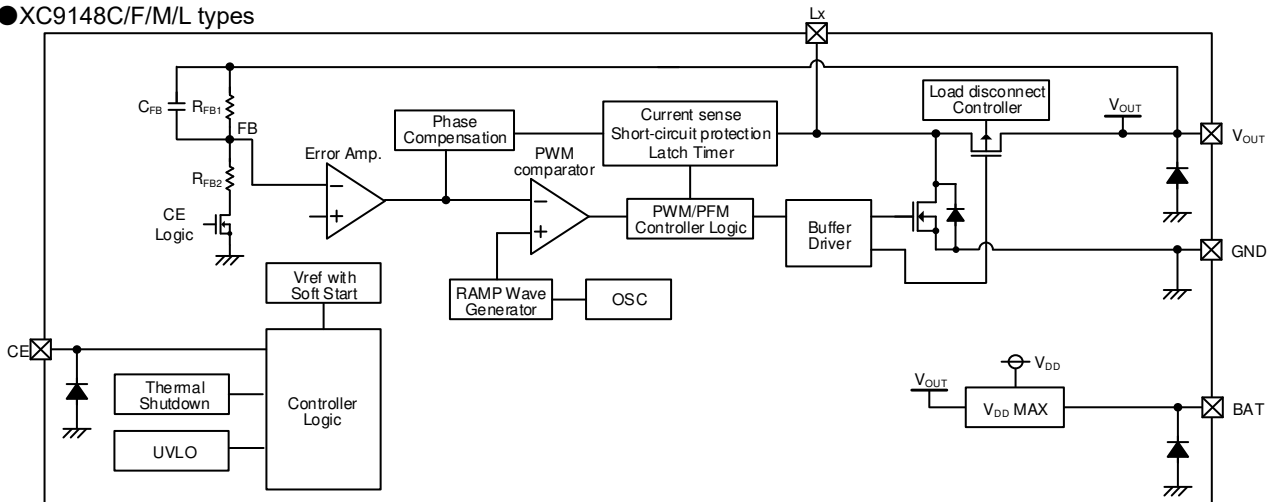 ●XC9148C/F/M/L types
Lx
CFB
RFB1
FB
RFB2
CE
Logic
Error Amp.
Phase
Compensation
Current sense
Short-circuit protection
Latch Timer
Load disconnect
Controller
VOUT
VOUT
PWM
comparator
PWM/PFM
Controller Logic
Buffer
Driver
GND
Vref with
Soft Start
RAMP Wave
Generator
OSC
CE
Thermal
Shutdown
UVLO
Controller
Logic
VDD
VOUT
VDD MAX
BAT